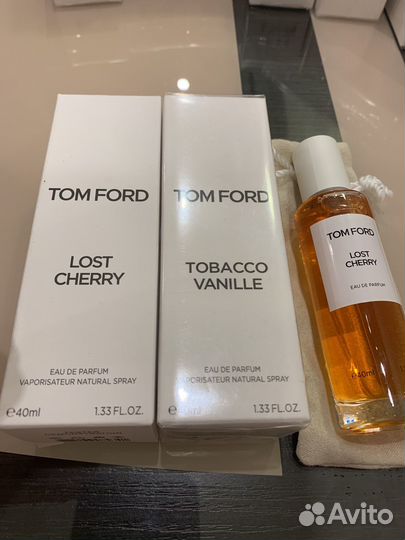 TOM FORD
LOST
CHERRY
EAU DE PARFUM
VAPORISATEUR NATURAL SPRAY
e40ml 1.33 FL.OZ.
TOM FORD
TOBACCO
VANILLE
EAU DE PARFUM
VAPORISATEUR NATURAL SPRAY
1.33 FL.OZ.
TOM FORD
LOST
CHERRY
EAU DE PARFUM
e40ml
Avito